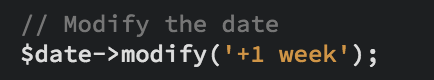 // Modify the date
$date->modify('+1 week');